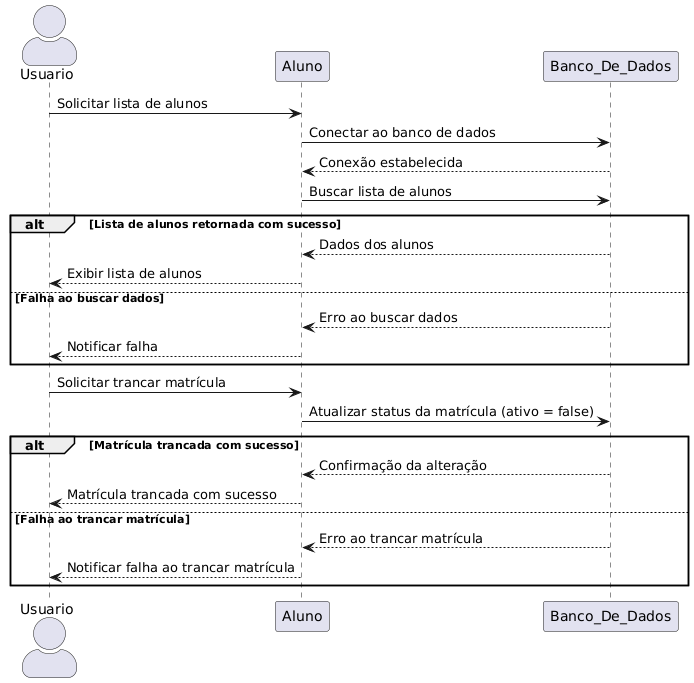 Usuario
Aluno
Banco_De_Dados
Solicitar lista de alunos
Conectar ao banco de dados
Conexão estabelecida
Buscar lista de alunos
alt
[Lista de alunos retornada com sucesso]
Dados dos alunos
Exibir lista de alunos
[Falha ao buscar dados]
Erro ao buscar dados
Notificar falha
Solicitar trancar matrícula
Atualizar status da matrícula (ativo = false)
alt
[Matrícula trancada com sucesso]
Confirmação da alteração
Matrícula trancada com sucesso
[Falha ao trancar matrícula]
Erro ao trancar matrícula
Notificar falha ao trancar matrícula
Usuario
Aluno
Banco_De_Dados